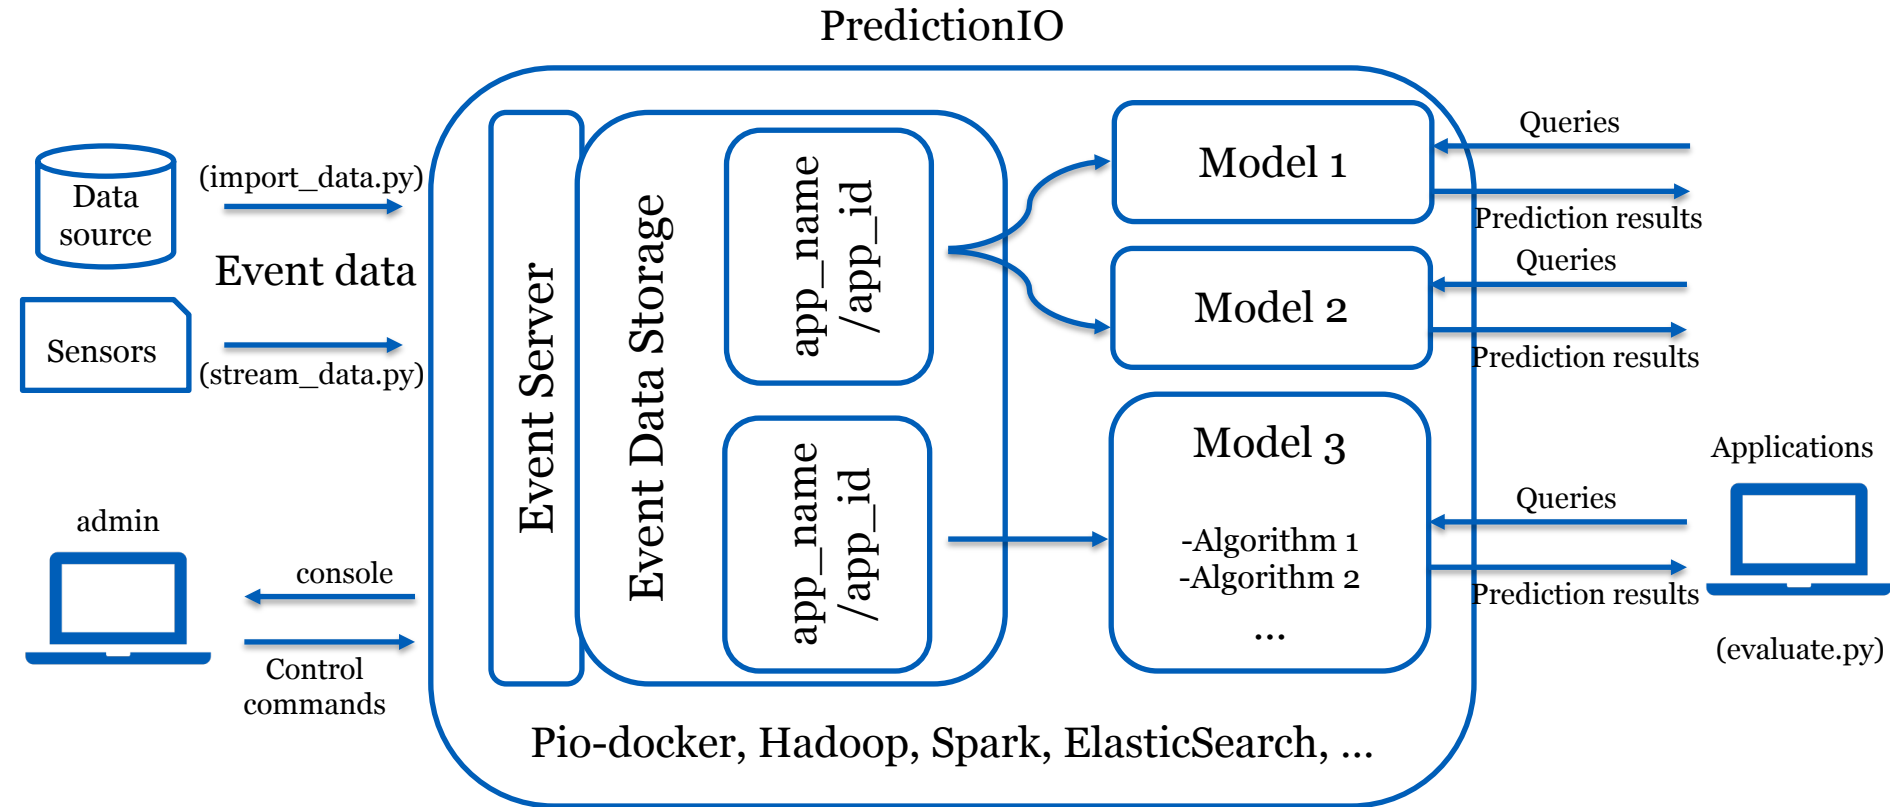 PredictionIO
Data
source
(import_data.py)
Event data
Sensors
(stream_data.py)
admin
console
Control
commands
Event Server
Event Data Storage
app_name
/app_id
app_name
/app_id
Model 1
Queries
Prediction results
Model 2
Queries
Prediction results
Model 3
-Algorithm 1
-Algorithm 2
...
Queries
Prediction results
Applications
(evaluate.py)
Pio-docker, Hadoop, Spark, ElasticSearch, ...